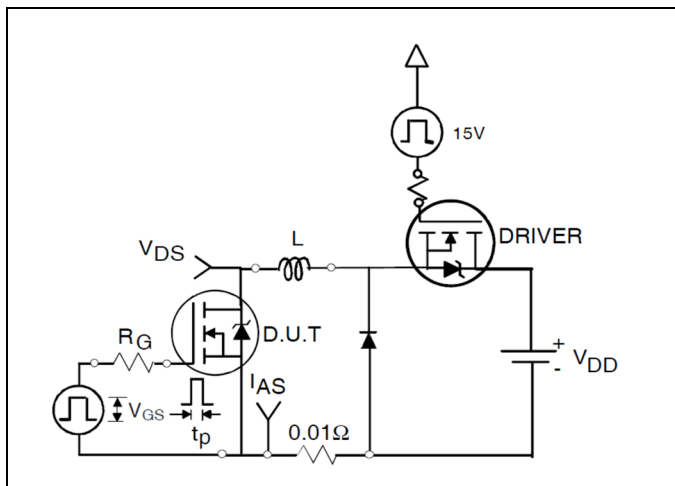 15V
DRIVER
VDS
L
D.U.T
RG
IAS
+
-
VDD
VGS
tp
0.01Ω